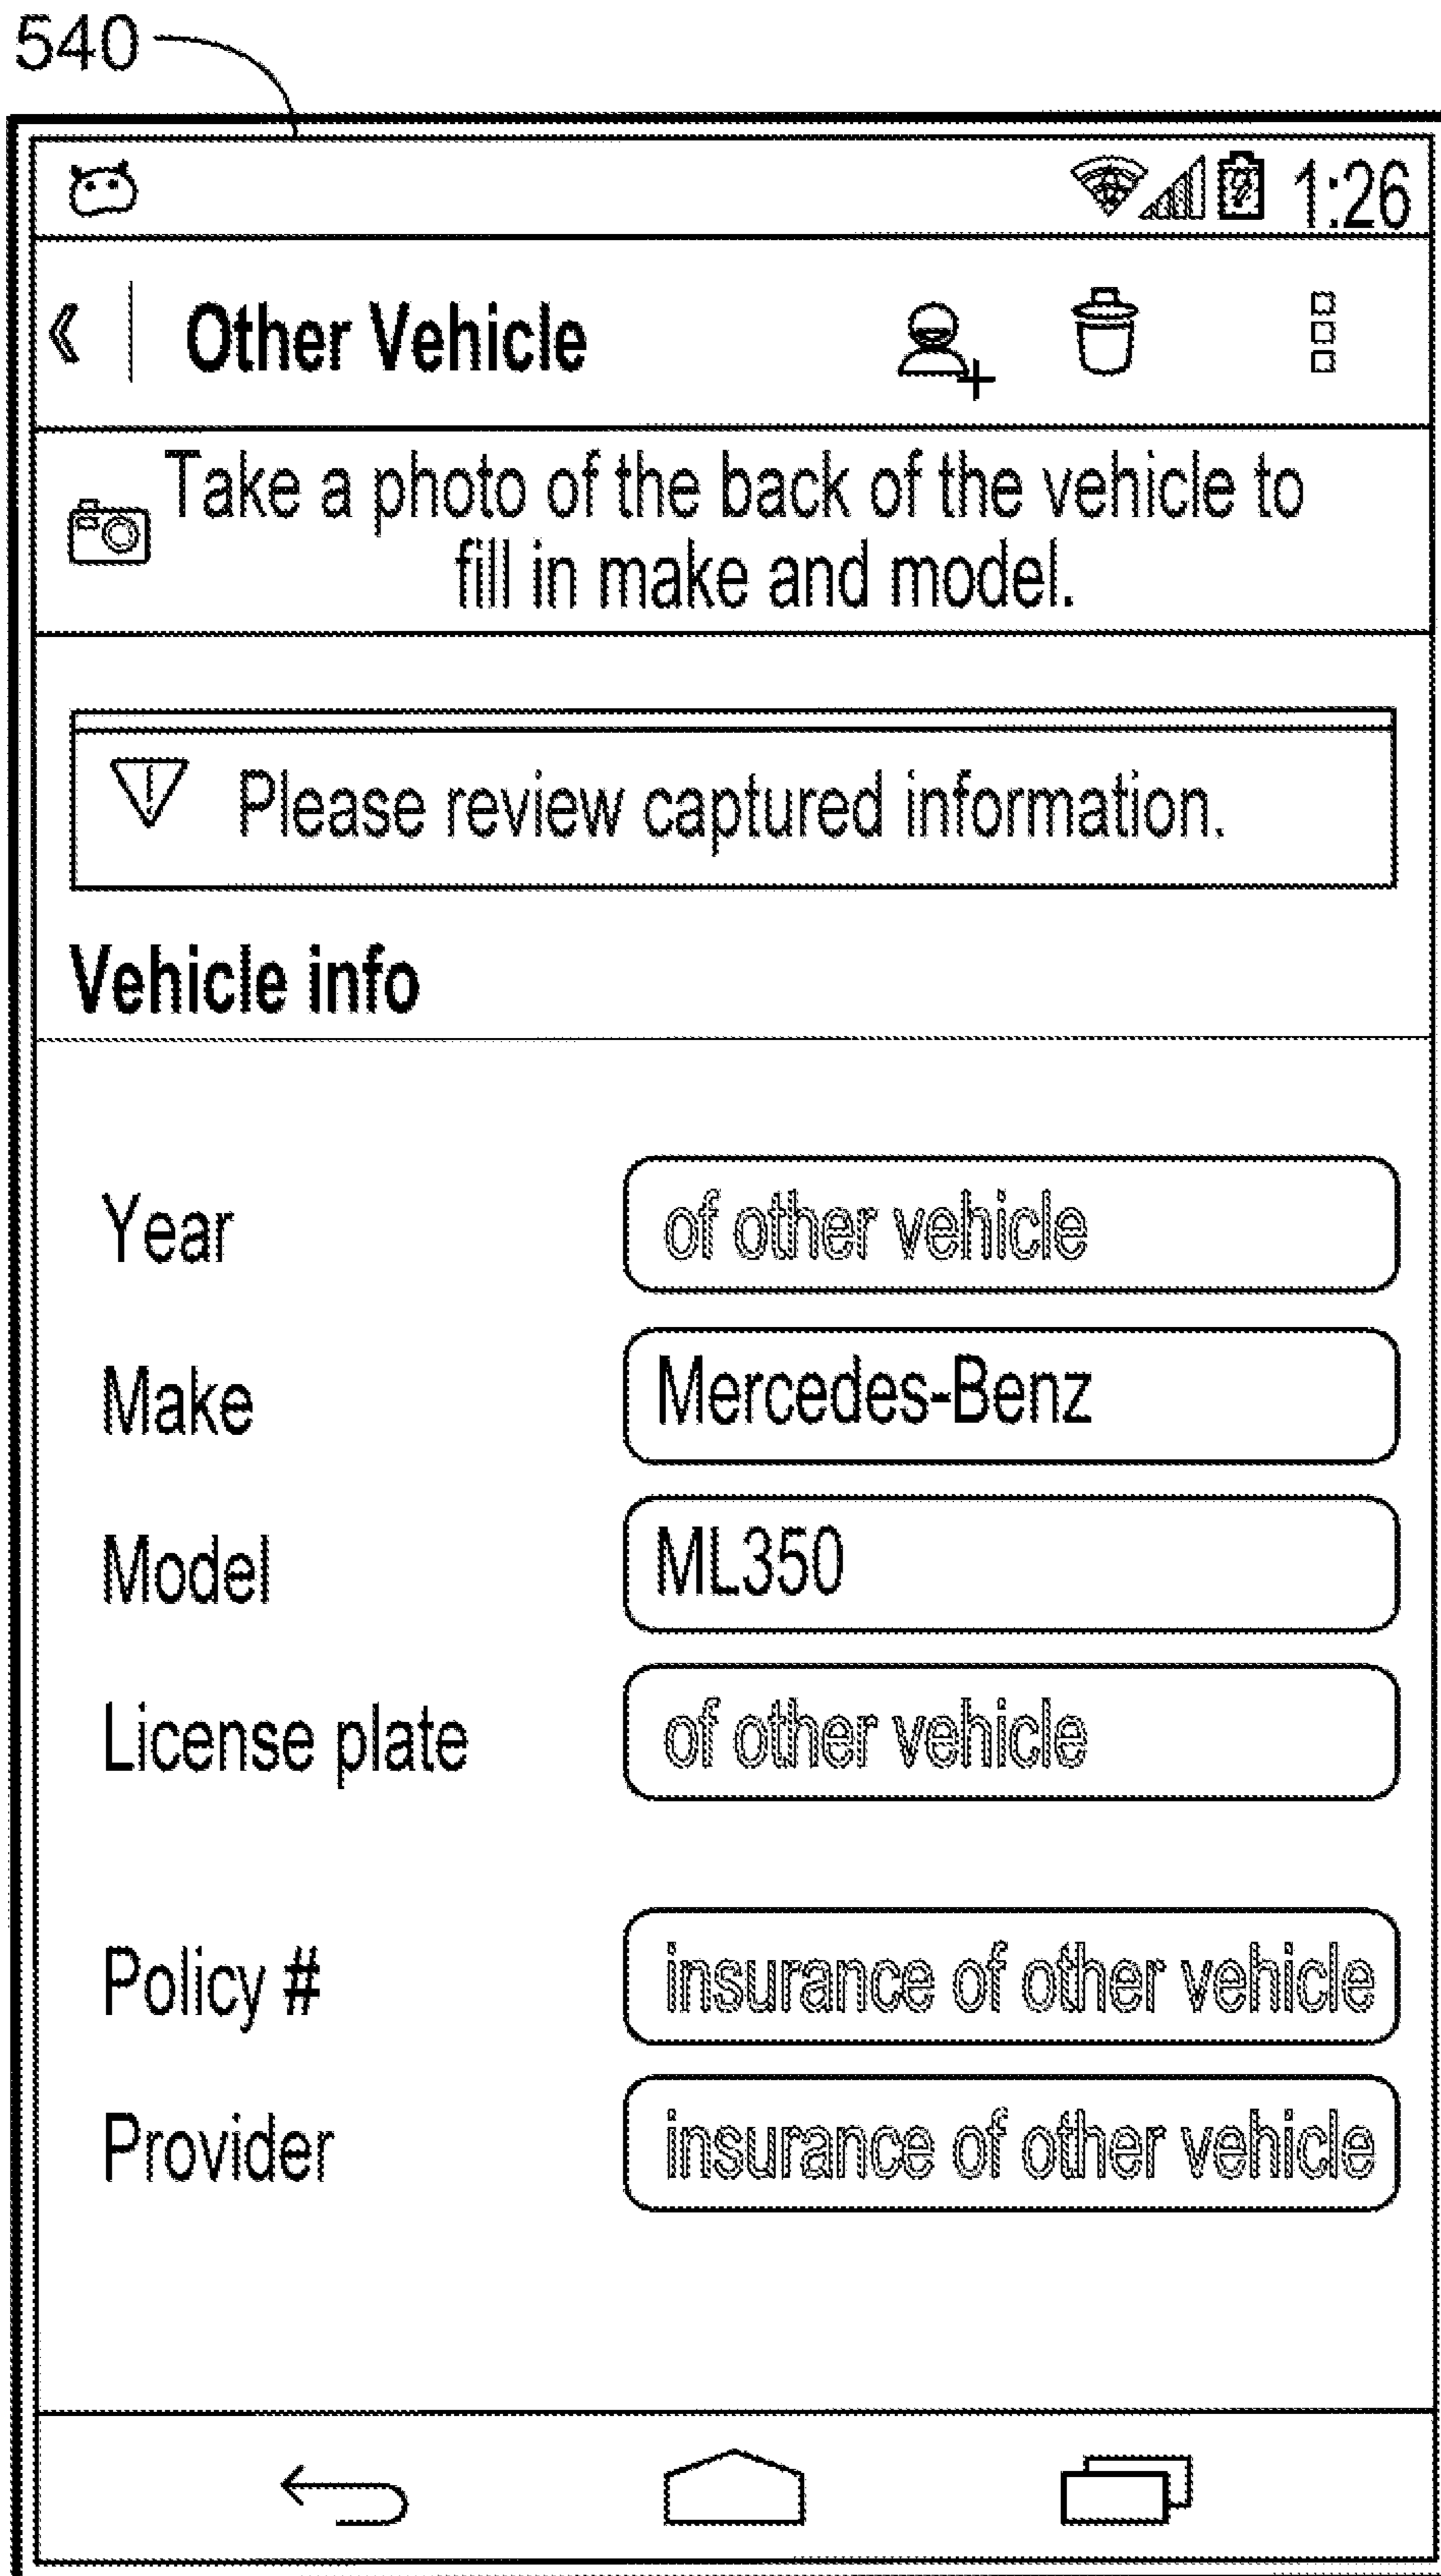 540
1:26
Other Vehicle
Take a photo of the back of the vehicle to
fill in make and model.
Please review captured information.
Vehicle info
Year of other vehicle
Make Mercedes-Benz
Model ML350
License plate of other vehicle
Policy # insurance of other vehicle
Provider insurance of other vehicle